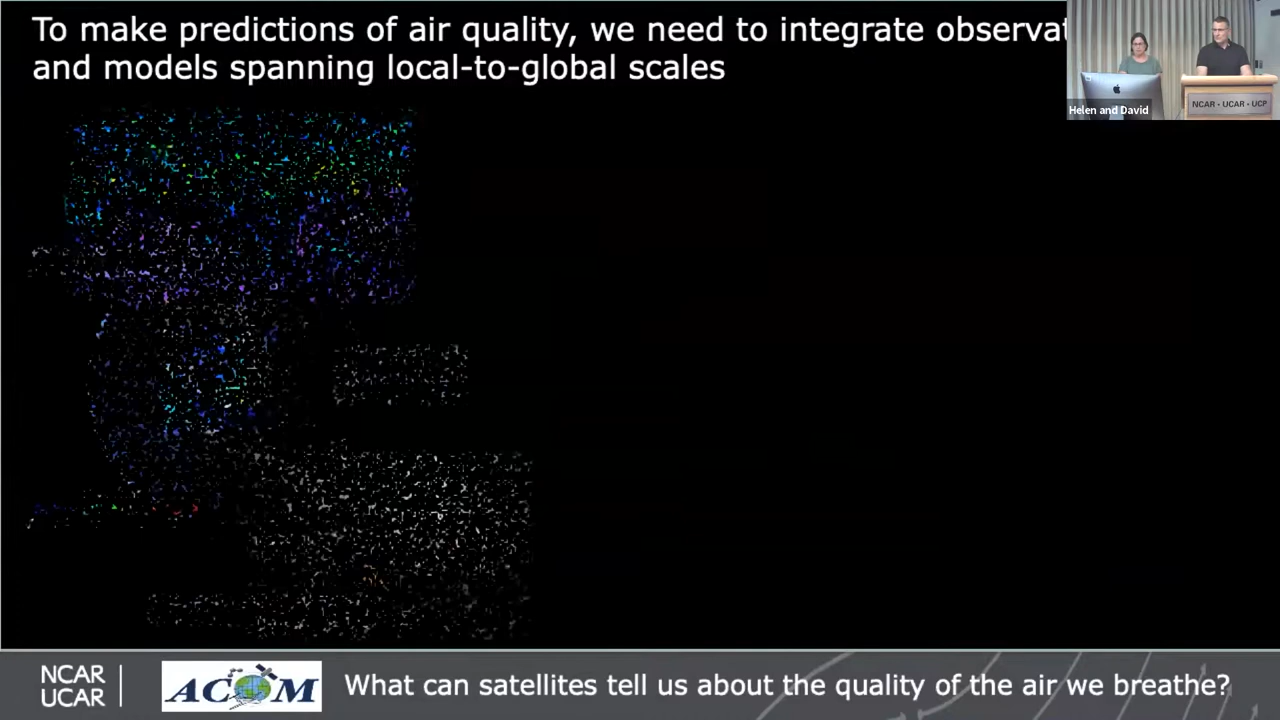 To make predictions of air quality, we need to integrate observat
and models spanning local-to-global scales
NCAR • UCAR • UCP
Helen and David
NCAR
UCAR
ACOM
What can satellites tell us about the quality of the air we breathe?